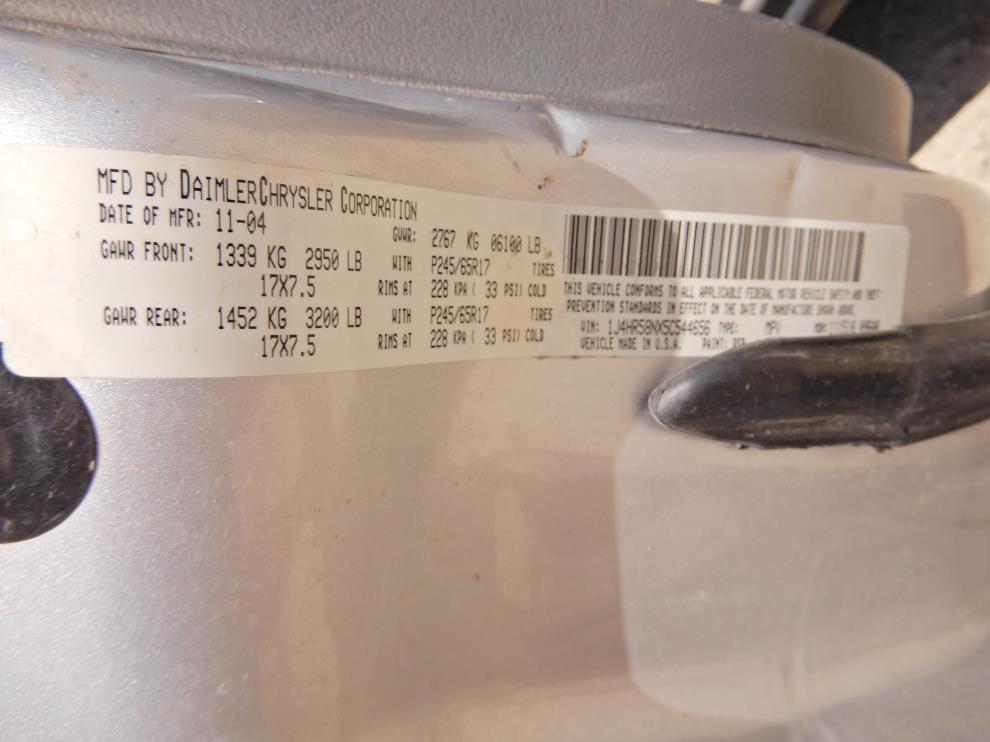 MFD BY DAIMLERCHRYSLER CORPORATION
DATE OF MFR: 11-04 GVWR: 2767 KG 06100 LB
GAWR FRONT: 1339 KG 2950 LB WITH P245/65R17 TIRES
17X7.5 RIMS AT 228 KPA ( 33 PSI) COLD
GAWR REAR: 1452 KG 3200 LB WITH P245/65R17 TIRES
17X7.5 RIMS AT 228 KPA ( 33 PSI) COLD
THIS VEHICLE CONFORMS TO ALL APPLICABLE FEDERAL MOTOR VEHICLE SAFETY AND THEFT
PREVENTION STANDARDS IN EFFECT ON THE DATE OF MANUFACTURE SHOWN ABOVE.
VIN: 1J4HR58NX5C544656 TYPE: MPV MDH:
VEHICLE MADE IN U.S.A. PAINT: